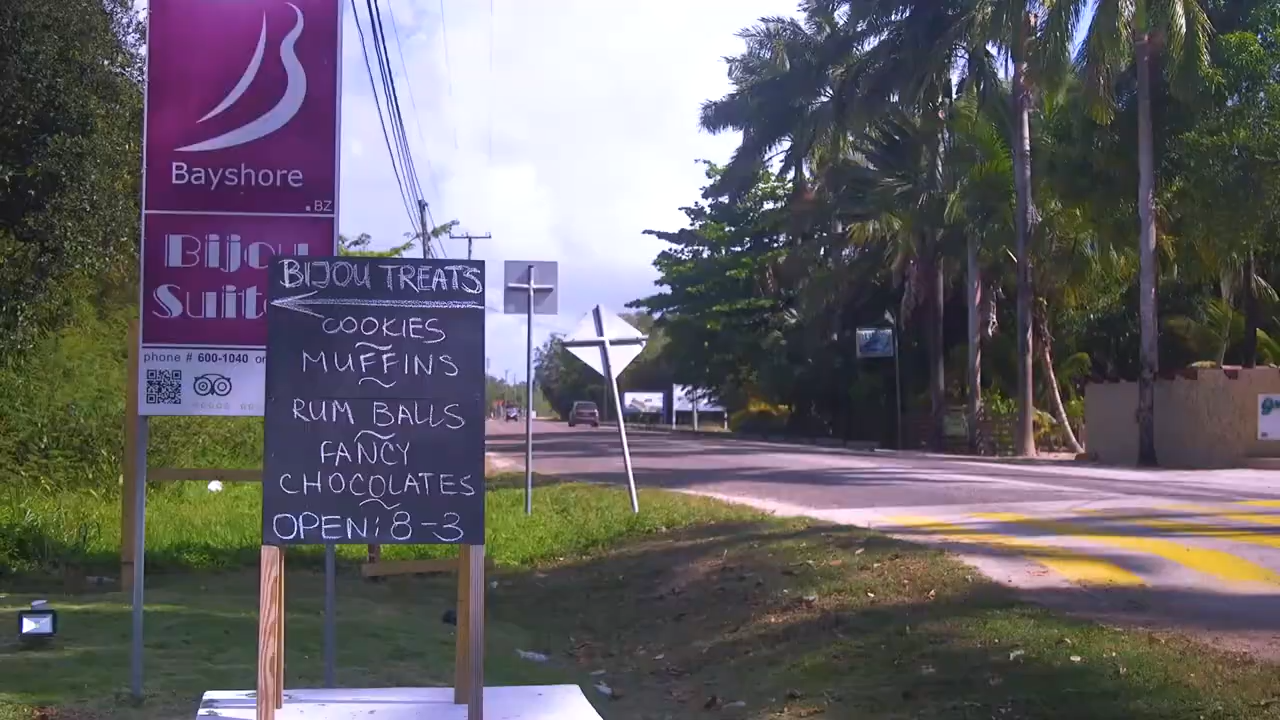 Bayshore
.BZ
Bijou
Suite
phone # 600-1040 or
BIJOU TREATS
COOKIES
MUFFINS
RUM BALLS
FANCY
CHOCOLATES
OPEN: 8-3